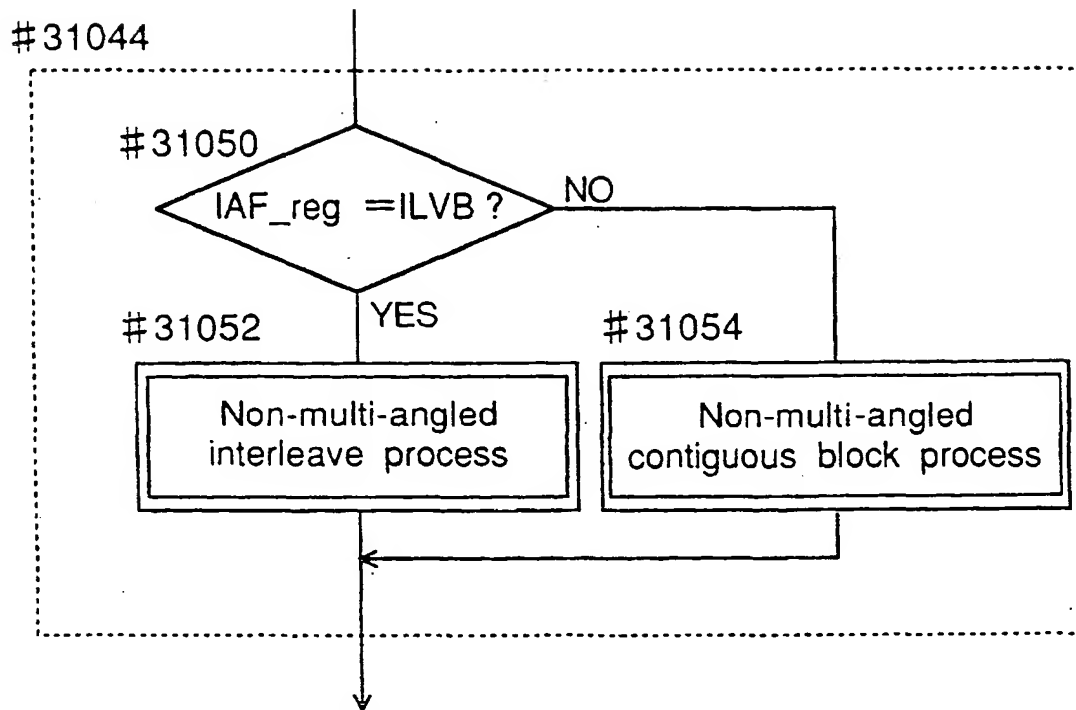 #31044
#31050
IAF_reg =ILVB ?
NO
YES
#31052
#31054
Non-multi-angled
interleave process
Non-multi-angled
contiguous block process